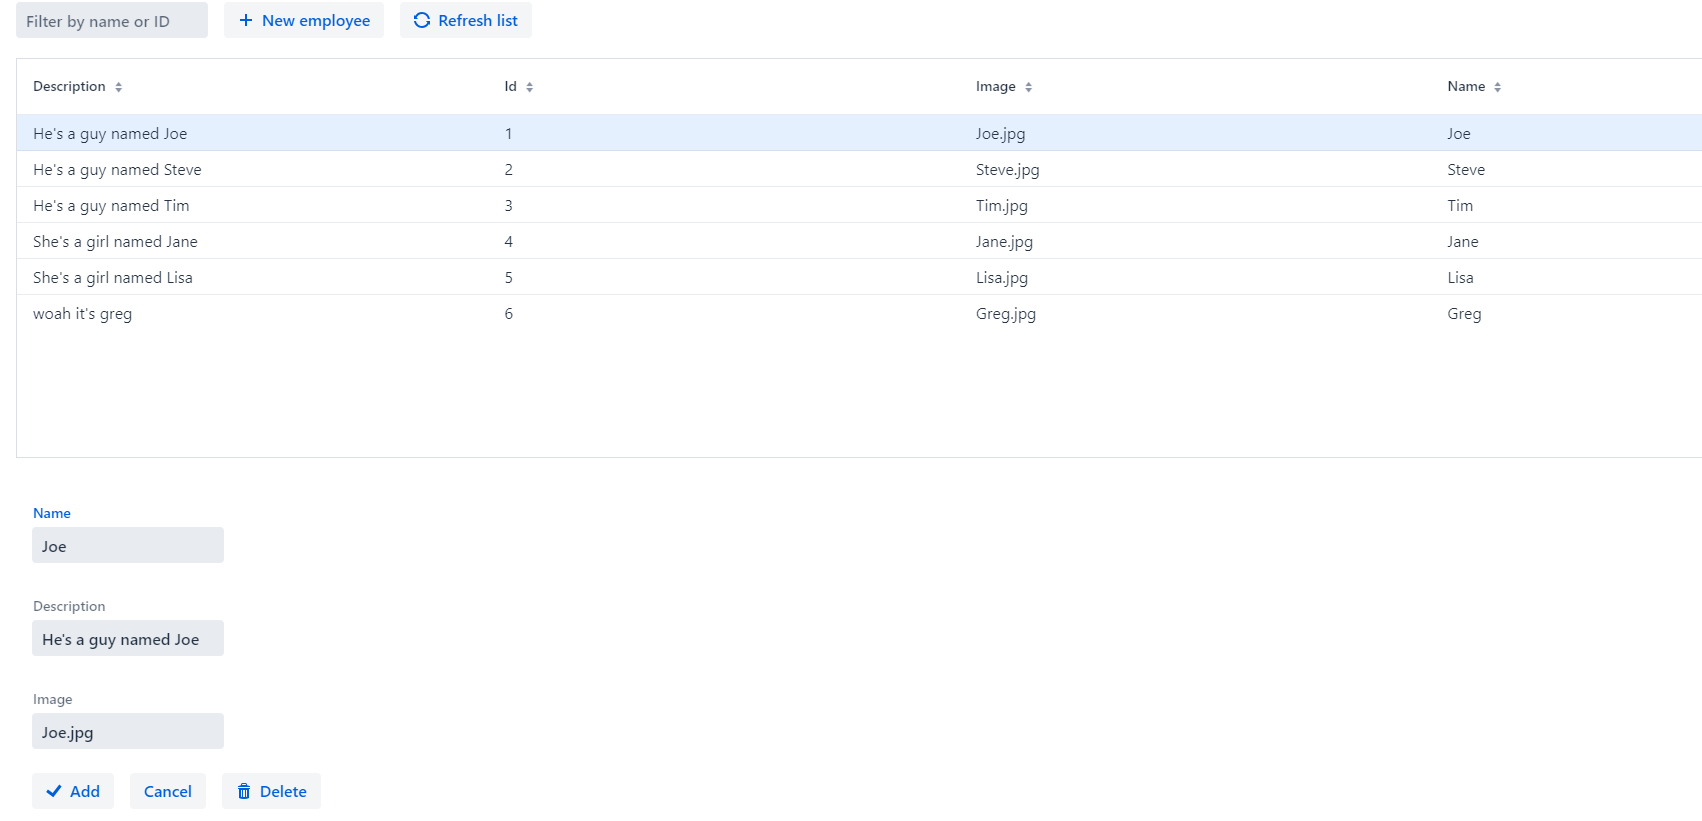 Filter by name or ID New employee Refresh list
Description Id Image Name
He's a guy named Joe 1 Joe.jpg Joe
He's a guy named Steve 2 Steve.jpg Steve
He's a guy named Tim 3 Tim.jpg Tim
She's a girl named Jane 4 Jane.jpg Jane
She's a girl named Lisa 5 Lisa.jpg Lisa
woah it's greg 6 Greg.jpg Greg
Name
Joe
Description
He's a guy named Joe
Image
Joe.jpg
Add Cancel Delete